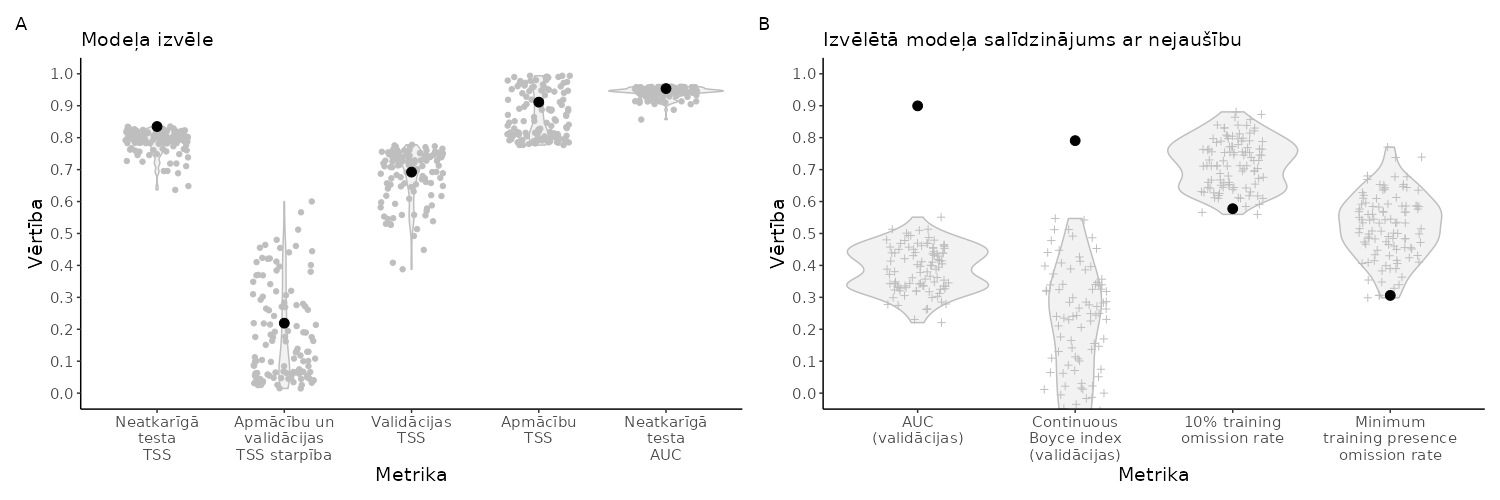 A
Modeļa izvēle
Vērtība
1.0
0.9
0.8
0.7
0.6
0.5
0.4
0.3
0.2
0.1
0.0
Neatkarīgā
testa
TSS
Apmācību un
validācijas
TSS starpība
Validācijas
TSS
Apmācību
TSS
Neatkarīgā
testa
AUC
Metrika
B
Izvēlētā modeļa salīdzinājums ar nejaušību
Vērtība
1.0
0.9
0.8
0.7
0.6
0.5
0.4
0.3
0.2
0.1
0.0
AUC
(validācijas)
Continuous
Boyce index
(validācijas)
10% training
omission rate
Minimum
training presence
omission rate
Metrika